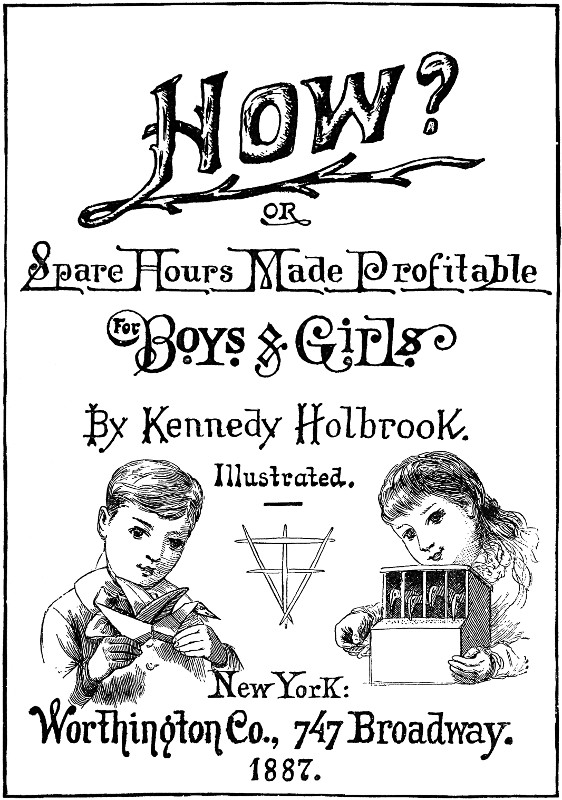 How?
OR
Spare Hours Made Profitable
For Boys & Girls
By Kennedy Holbrook.
Illustrated.
New York:
Worthington Co., 747 Broadway.
1887.